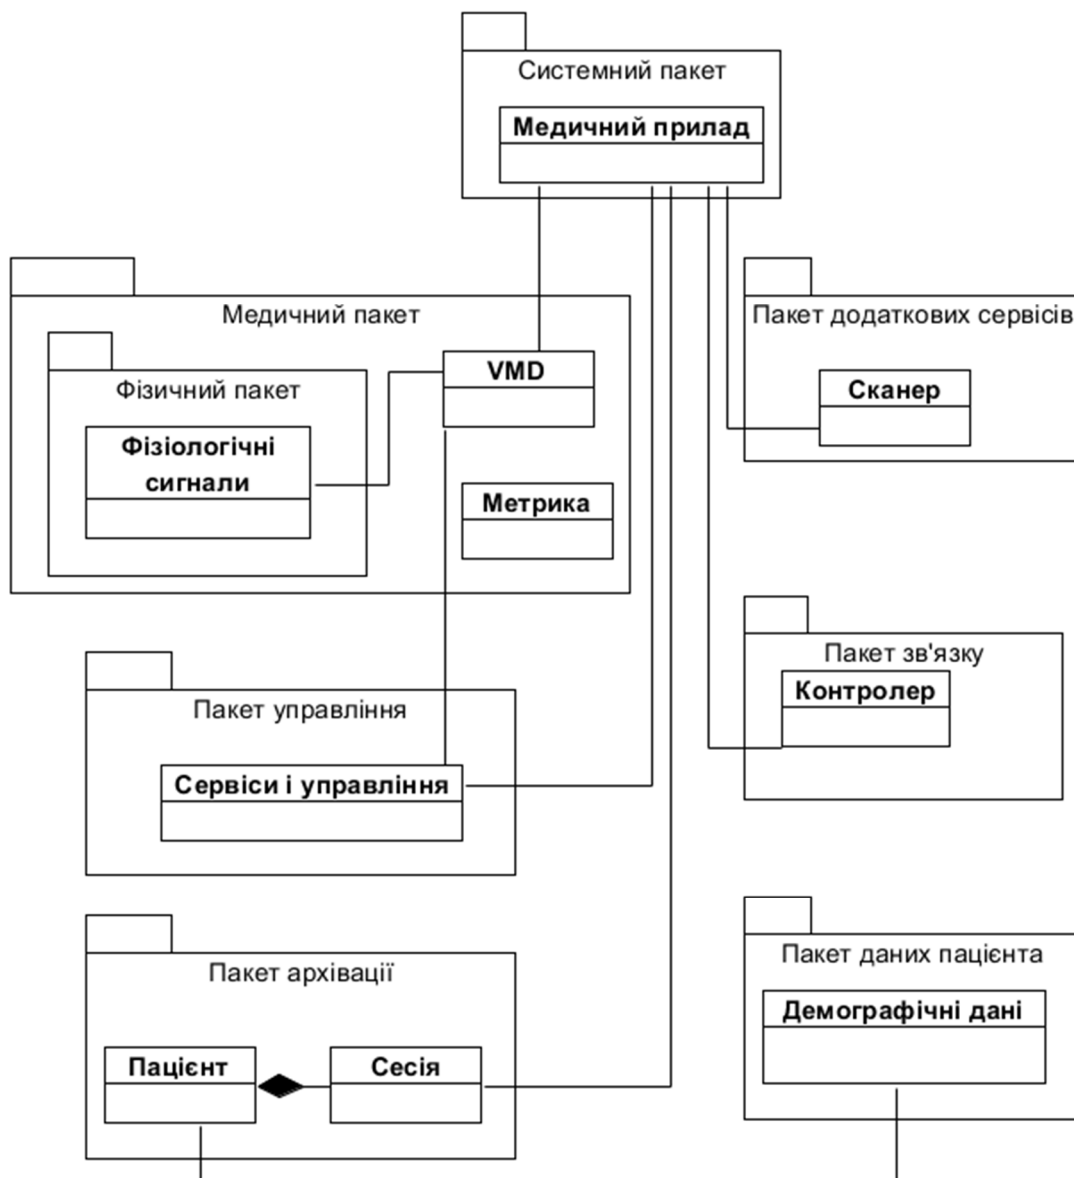 Системний пакет
Медичний прилад
Медичний пакет
Фізичний пакет
Фізіологічні
сигнали
VMD
Метрика
Пакет додаткових сервісів
Сканер
Пакет зв'язку
Контролер
Пакет управління
Сервіси і управління
Пакет архівації
Пацієнт
Сесія
Пакет даних пацієнта
Демографічні дані